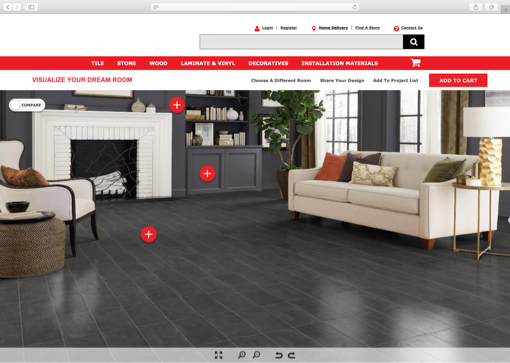 Login | Register Home Delivery | Find A Store Contact Us
TILE STONE WOOD LAMINATE & VINYL DECORATIVES INSTALLATION MATERIALS
VISUALIZE YOUR DREAM ROOM Choose A Different Room Share Your Design Add To Project List ADD TO CART
COMPARE